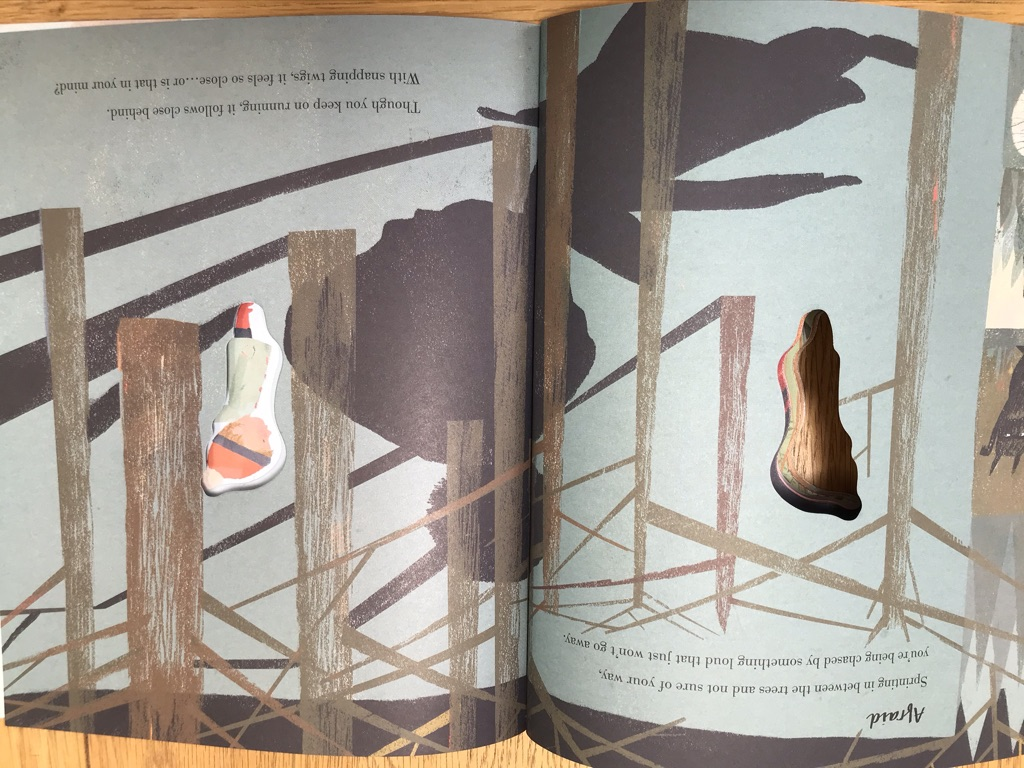 Afraid
Sprinting in between the trees and not sure of your way,
you're being chased by something loud that just won't go away.
Though you keep on running, it follows close behind.
With snapping twigs, it feels so close...or is that in your mind?